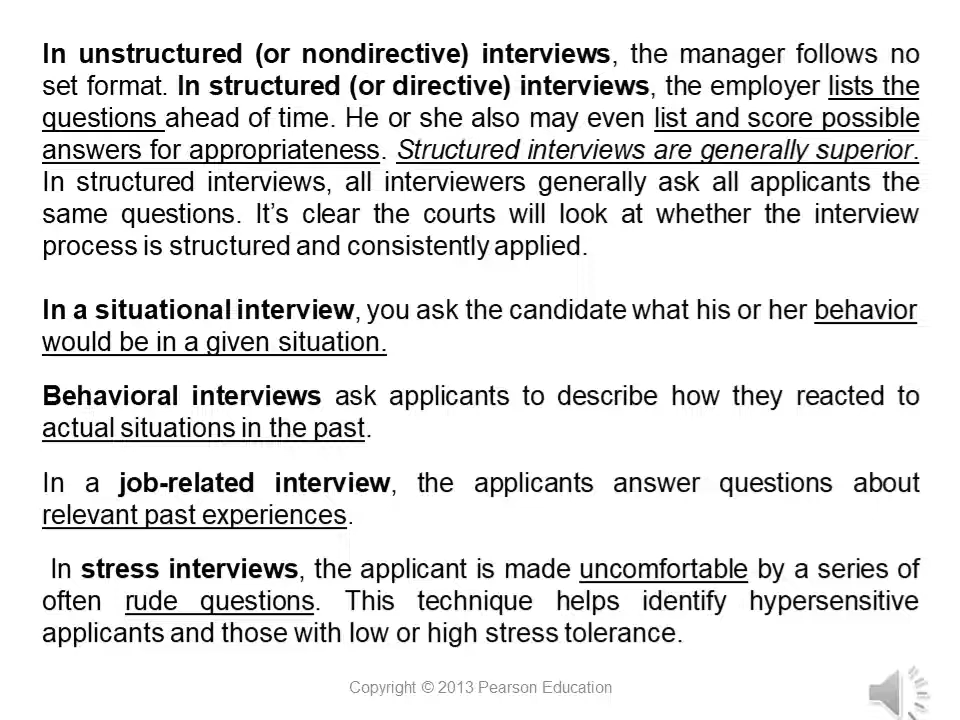 In unstructured (or nondirective) interviews, the manager follows no
set format. In structured (or directive) interviews, the employer lists the
questions ahead of time. He or she also may even list and score possible
answers for appropriateness. Structured interviews are generally superior.
In structured interviews, all interviewers generally ask all applicants the
same questions. It’s clear the courts will look at whether the interview
process is structured and consistently applied.
In a situational interview, you ask the candidate what his or her behavior
would be in a given situation.
Behavioral interviews ask applicants to describe how they reacted to
actual situations in the past.
In a job-related interview, the applicants answer questions about
relevant past experiences.
In stress interviews, the applicant is made uncomfortable by a series of
often rude questions. This technique helps identify hypersensitive
applicants and those with low or high stress tolerance.
Copyright © 2013 Pearson Education